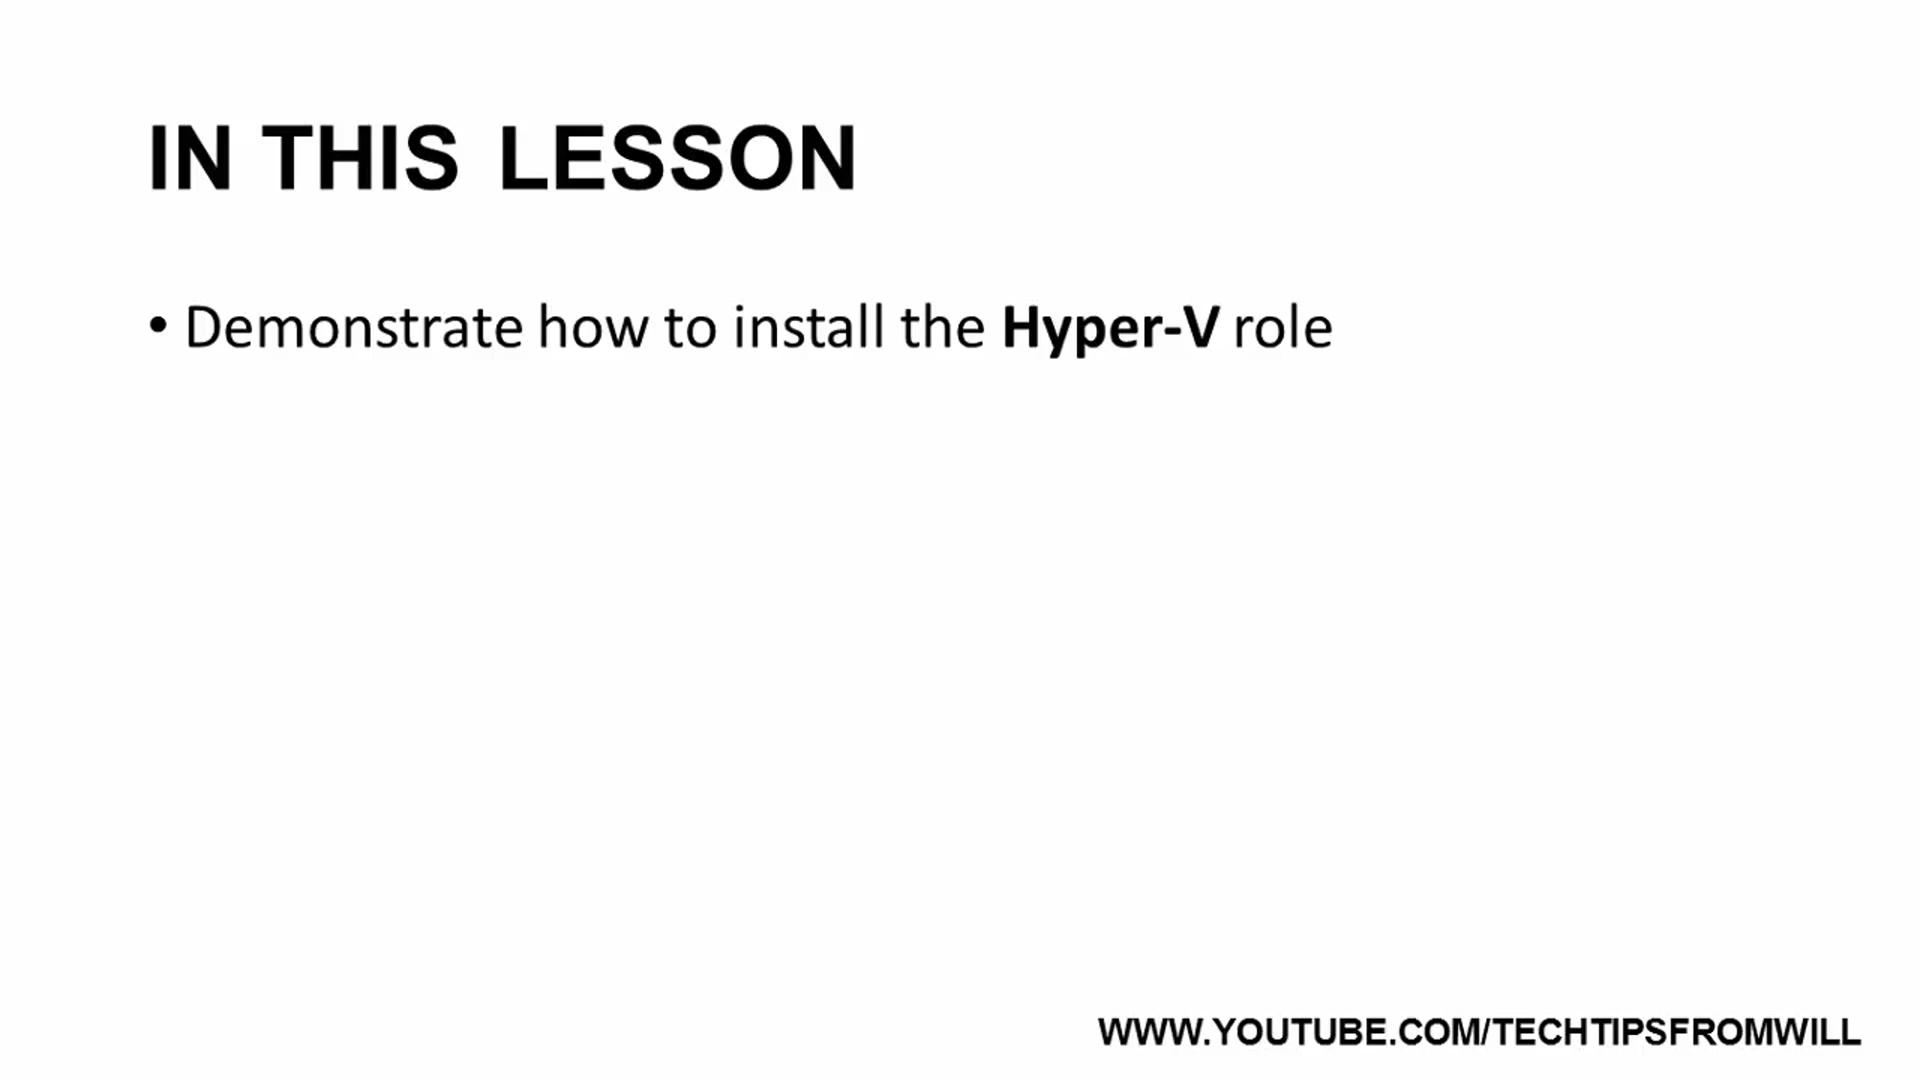 IN THIS LESSON
• Demonstrate how to install the Hyper-V role
WWW.YOUTUBE.COM/TECHTIPSFROMWILL